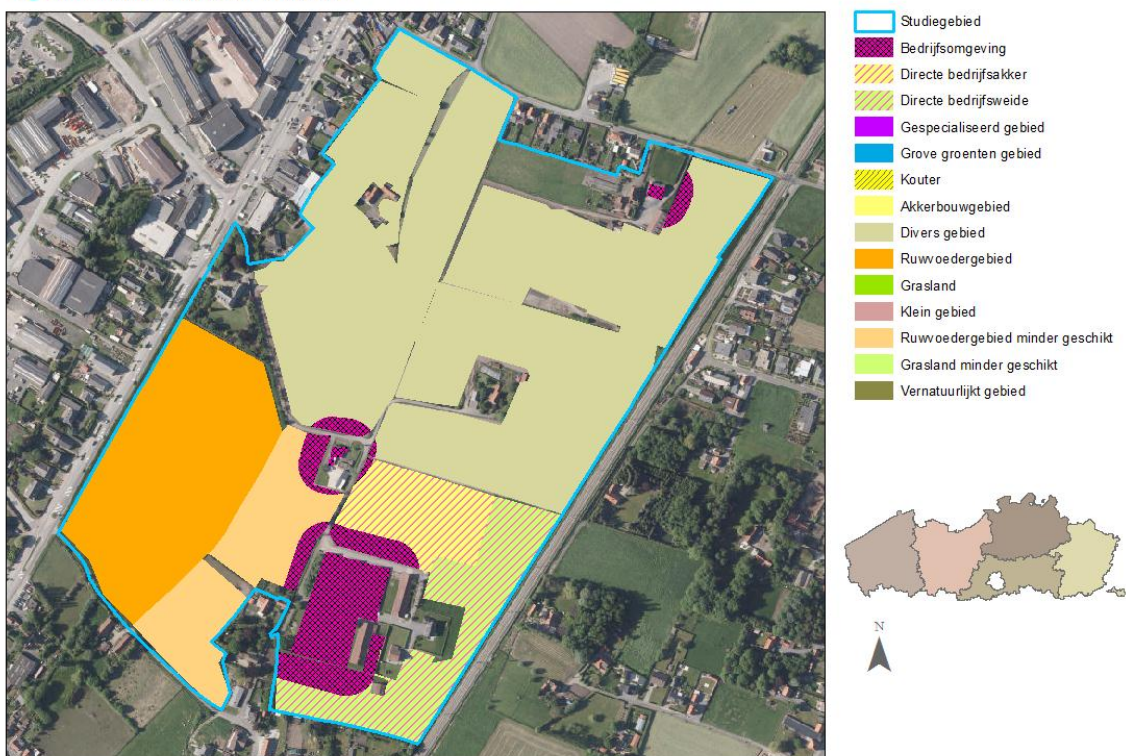 Studiegebied
Bedrijfsomgeving
Directe bedrijfsakker
Directe bedrijfsweide
Gespecialiseerd gebied
Grove groenten gebied
Kouter
Akkerbouwgebied
Divers gebied
Ruwvoedergebied
Grasland
Klein gebied
Ruwvoedergebied minder geschikt
Grasland minder geschikt
Vernatuurlijkt gebied
N